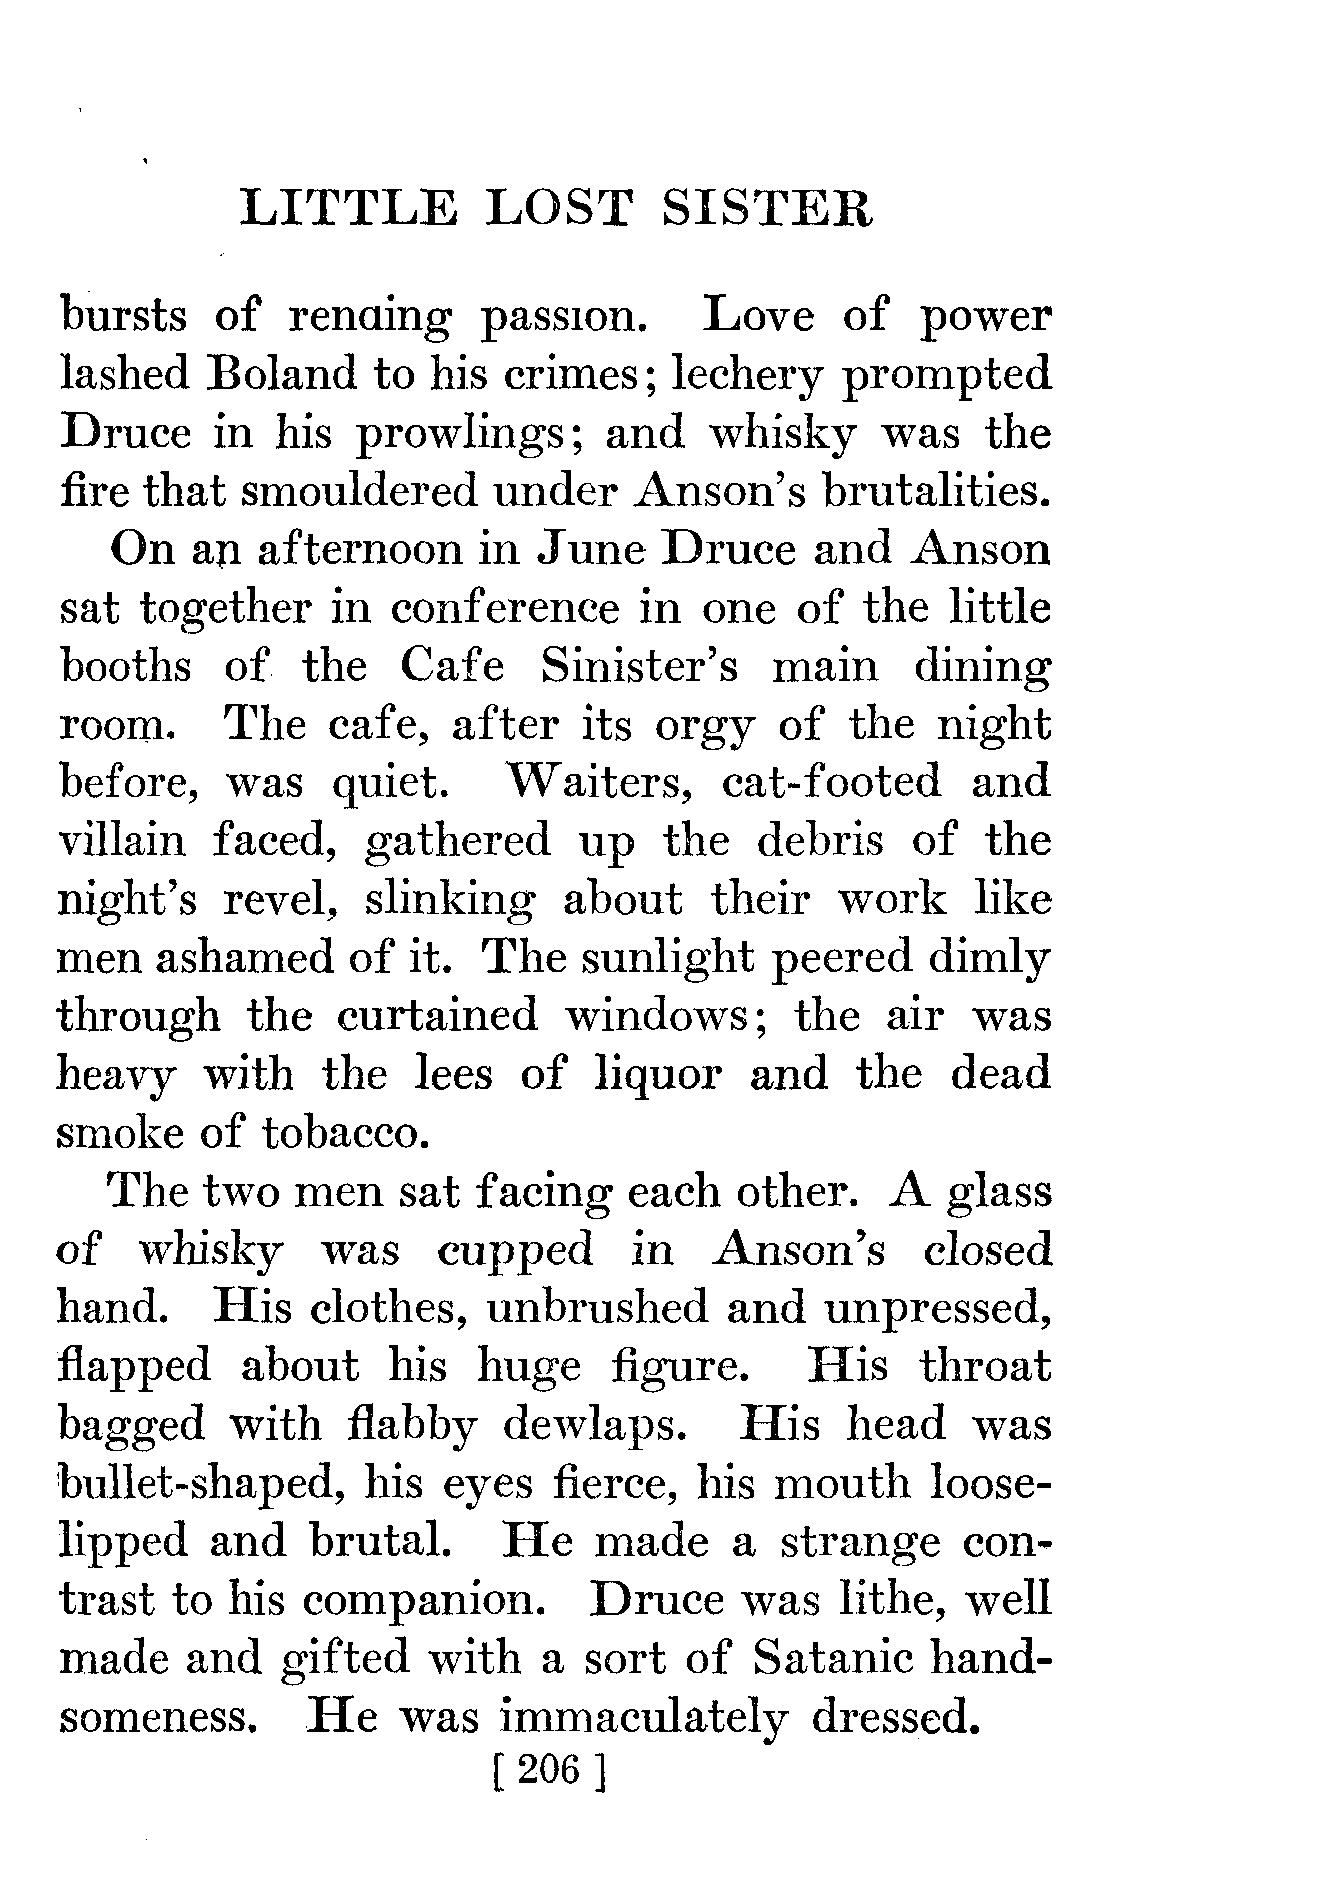 LITTLE LOST SISTER
bursts of rending passion. Love of power
lashed Boland to his crimes; lechery prompted
Druce in his prowlings; and whisky was the
fire that smouldered under Anson's brutalities.
On an afternoon in June Druce and Anson
sat together in conference in one of the little
booths of the Cafe Sinister's main dining
room. The cafe, after its orgy of the night
before, was quiet. Waiters, cat-footed and
villain faced, gathered up the debris of the
night's revel, slinking about their work like
men ashamed of it. The sunlight peered dimly
through the curtained windows; the air was
heavy with the lees of liquor and the dead
smoke of tobacco.
The two men sat facing each other. A glass
of whisky was cupped in Anson's closed
hand. His clothes, unbrushed and unpressed,
flapped about his huge figure. His throat
bagged with flabby dewlaps. His head was
bullet-shaped, his eyes fierce, his mouth loose-
lipped and brutal. He made a strange con-
trast to his companion. Druce was lithe, well
made and gifted with a sort of Satanic hand-
someness. He was immaculately dressed.
[ 206 ]